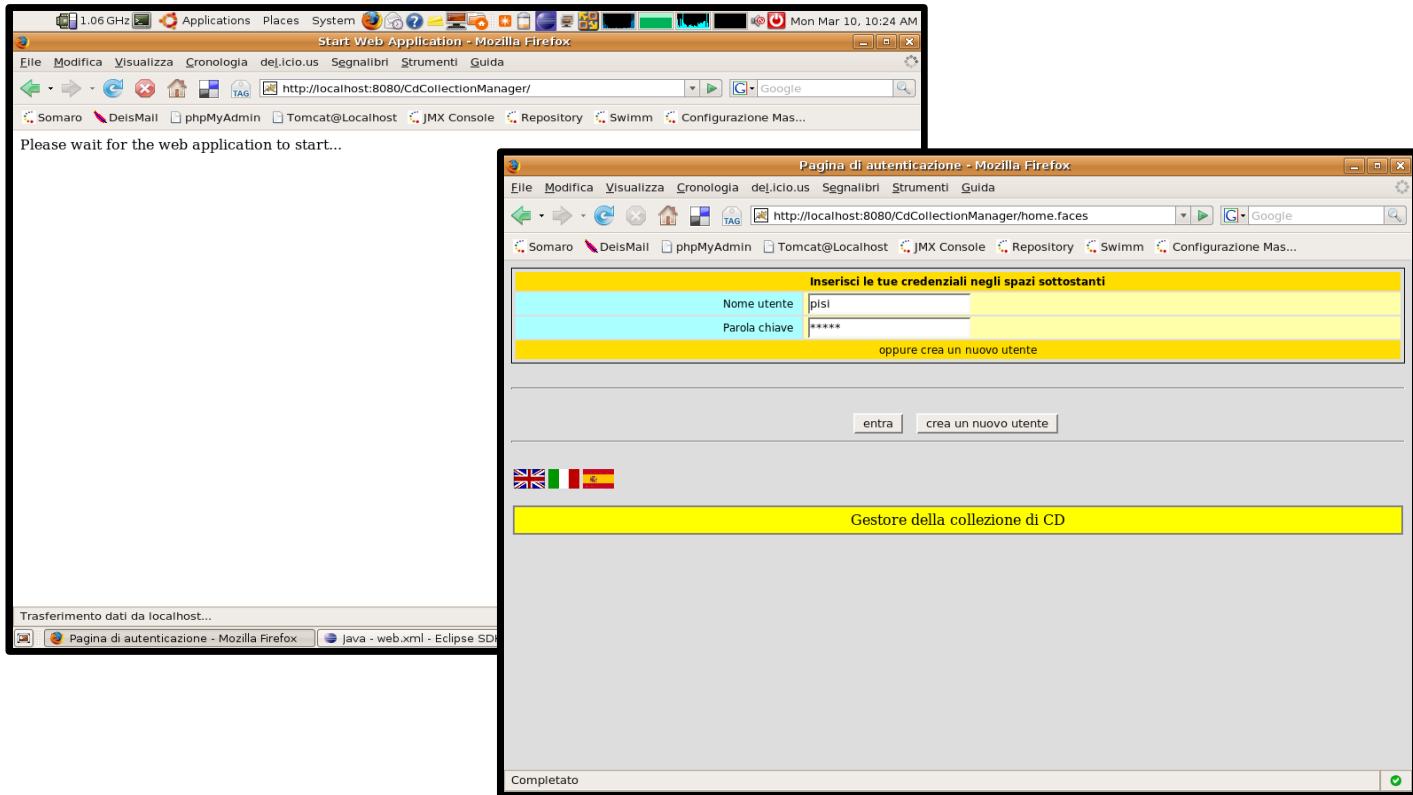 1.06 GHz Applications Places System Mon Mar 10, 10:24 AM
Start Web Application - Mozilla Firefox
File Modifica Visualizza Cronologia del.icio.us Segnalibri Strumenti Guida
TAG http://localhost:8080/CdCollectionManager/ G Google
Somaro DeisMail phpMyAdmin Tomcat@Localhost JMX Console Repository Swimm Configurazione Mas...
Please wait for the web application to start...
Trasferimento dati da localhost...
Pagina di autenticazione - Mozilla Firefox Java - web.xml - Eclipse SD
Pagina di autenticazione - Mozilla Firefox
File Modifica Visualizza Cronologia del.icio.us Segnalibri Strumenti Guida
TAG http://localhost:8080/CdCollectionManager/home.faces G Google
Somaro DeisMail phpMyAdmin Tomcat@Localhost JMX Console Repository Swimm Configurazione Mas...
Inserisci le tue credenziali negli spazi sottostanti
Nome utente pisi
Parola chiave *****
oppure crea un nuovo utente
entra crea un nuovo utente
Gestore della collezione di CD
Completato